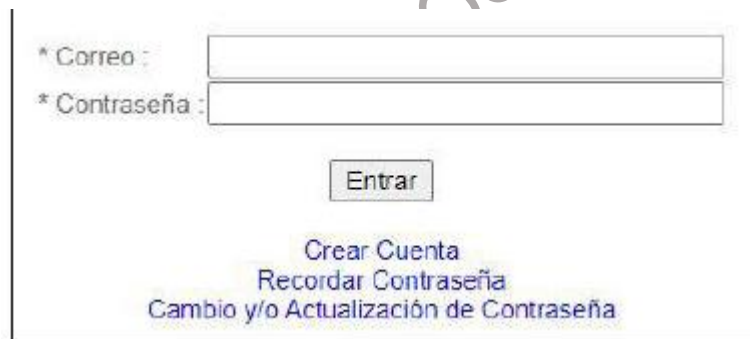 * Correo :
* Contraseña :
Entrar
Crear Cuenta
Recordar Contraseña
Cambio y/o Actualización de Contraseña